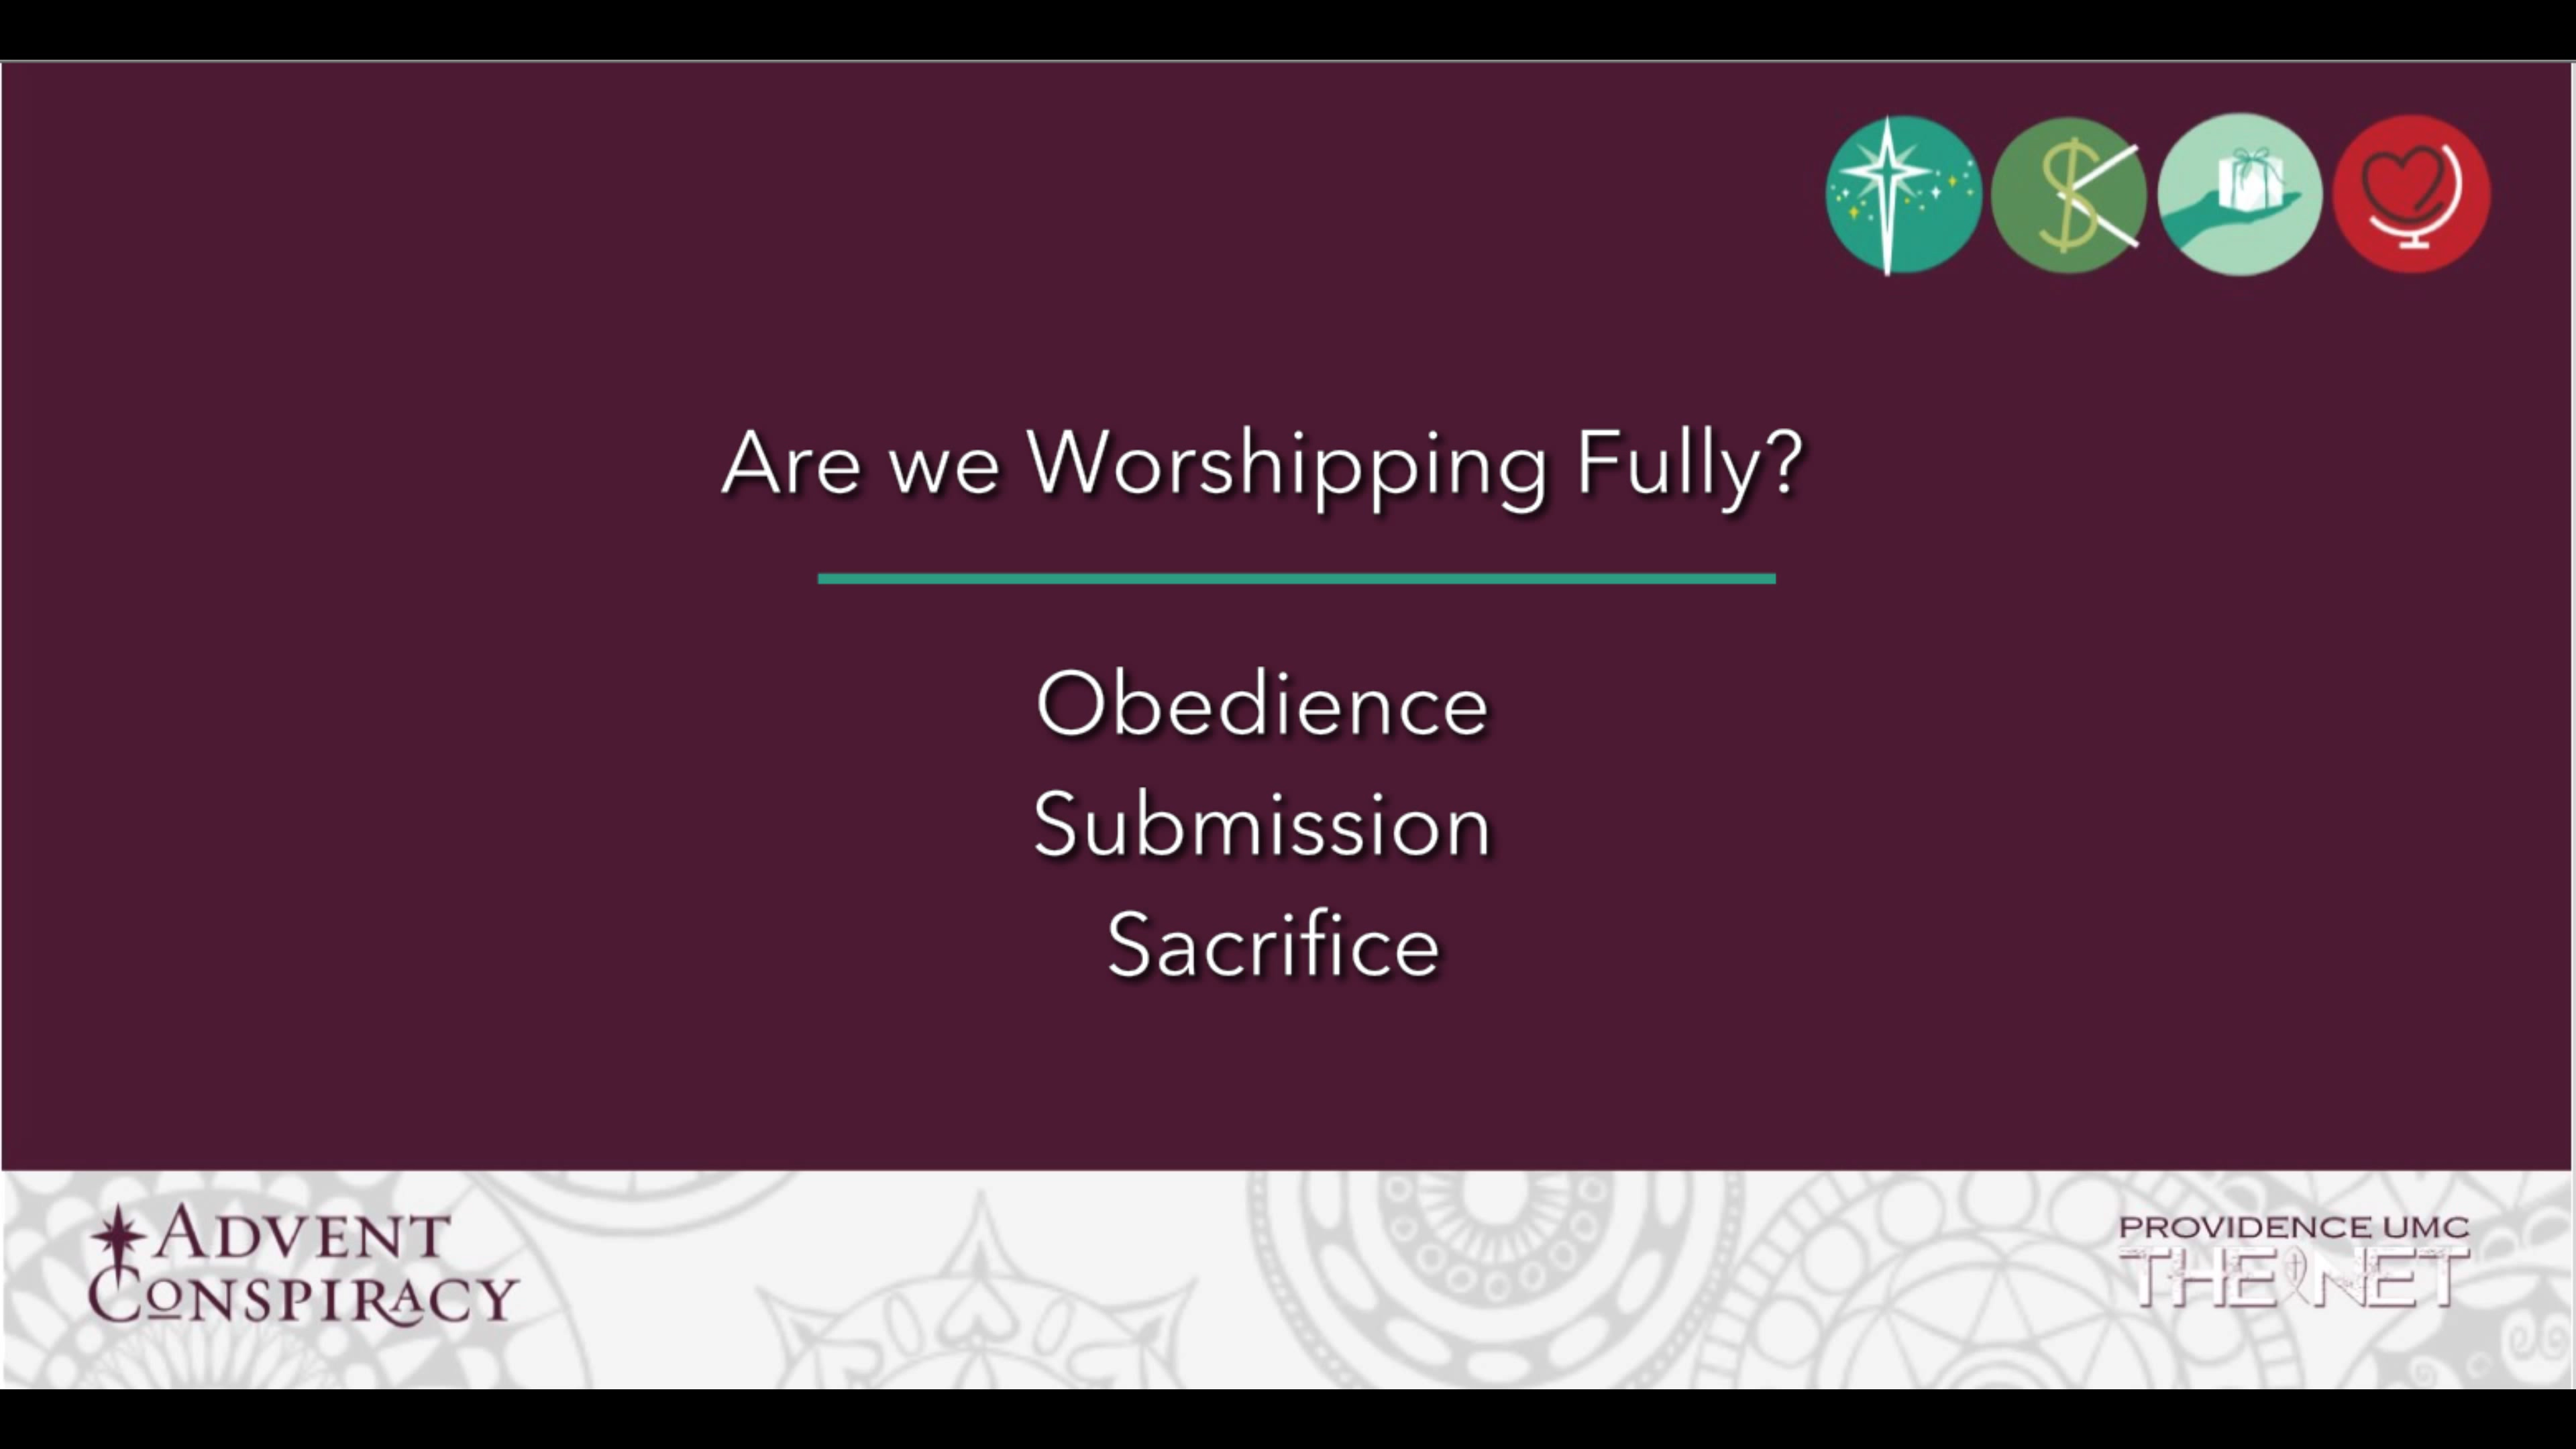 Are we Worshipping Fully?
Obedience
Submission
Sacrifice
ADVENT
CONSPIRACY
PROVIDENCE UMC
THE NET